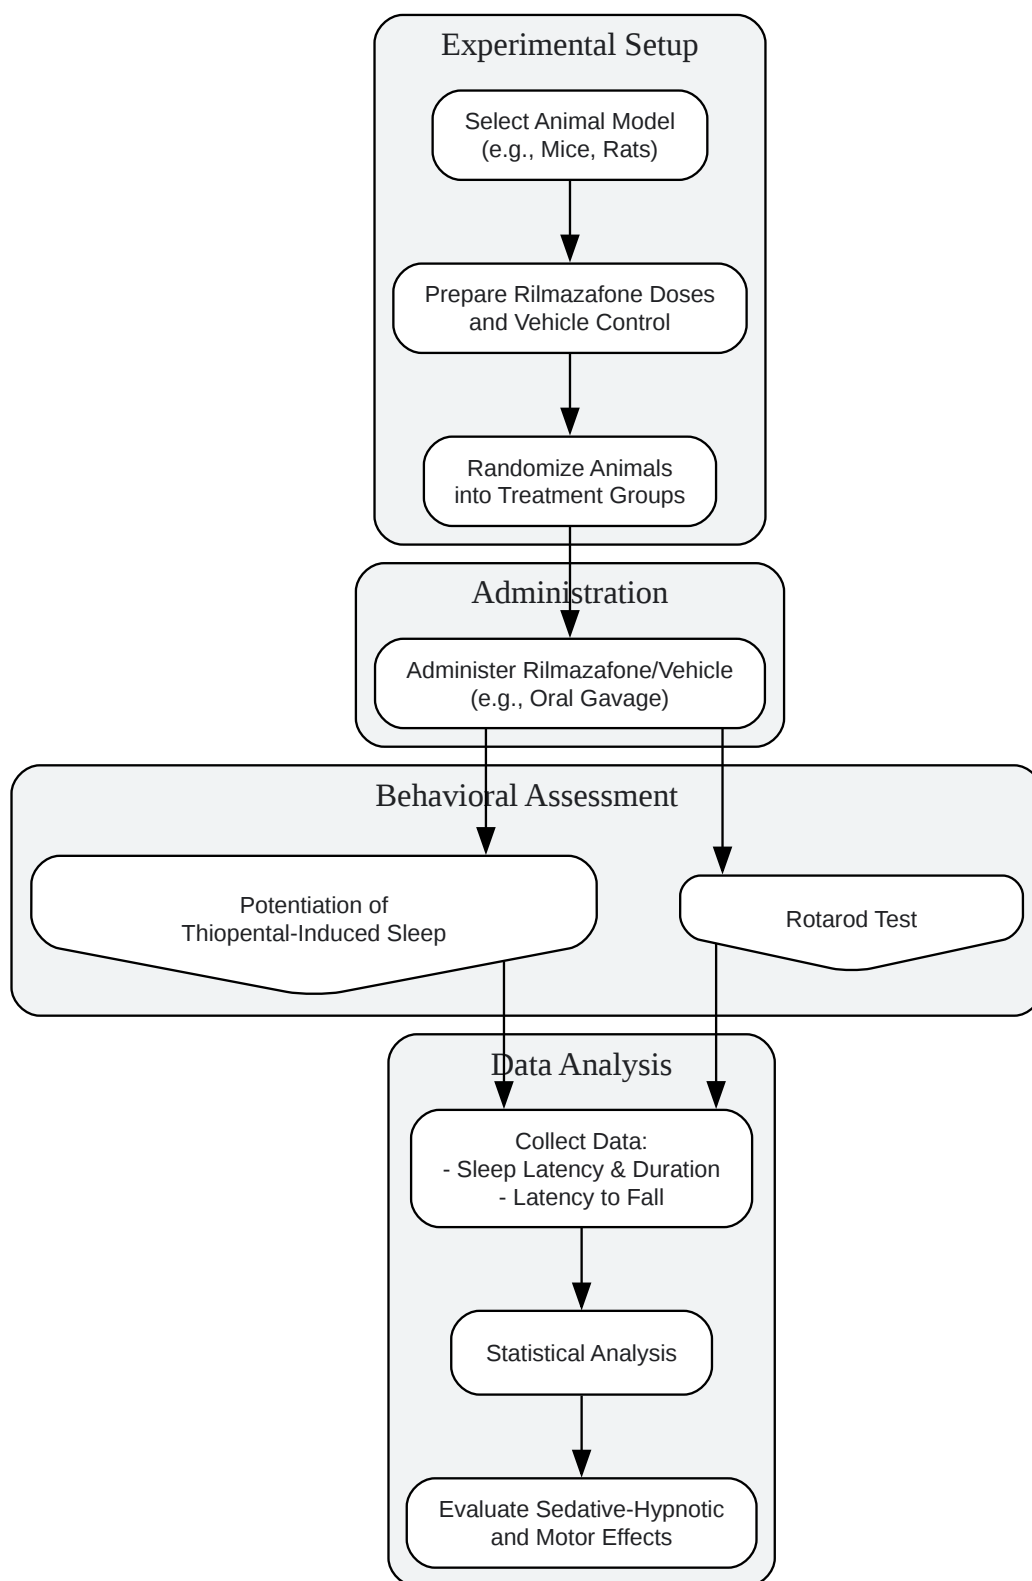 Experimental Setup
Select Animal Model
(e.g., Mice, Rats)
Prepare Rilmazafone Doses
and Vehicle Control
Randomize Animals
into Treatment Groups
Administration
Administer Rilmazafone/Vehicle
(e.g., Oral Gavage)
Behavioral Assessment
Potentiation of
Thiopental-Induced Sleep
Rotarod Test
Data Analysis
Collect Data:
- Sleep Latency & Duration
- Latency to Fall
Statistical Analysis
Evaluate Sedative-Hypnotic
and Motor Effects